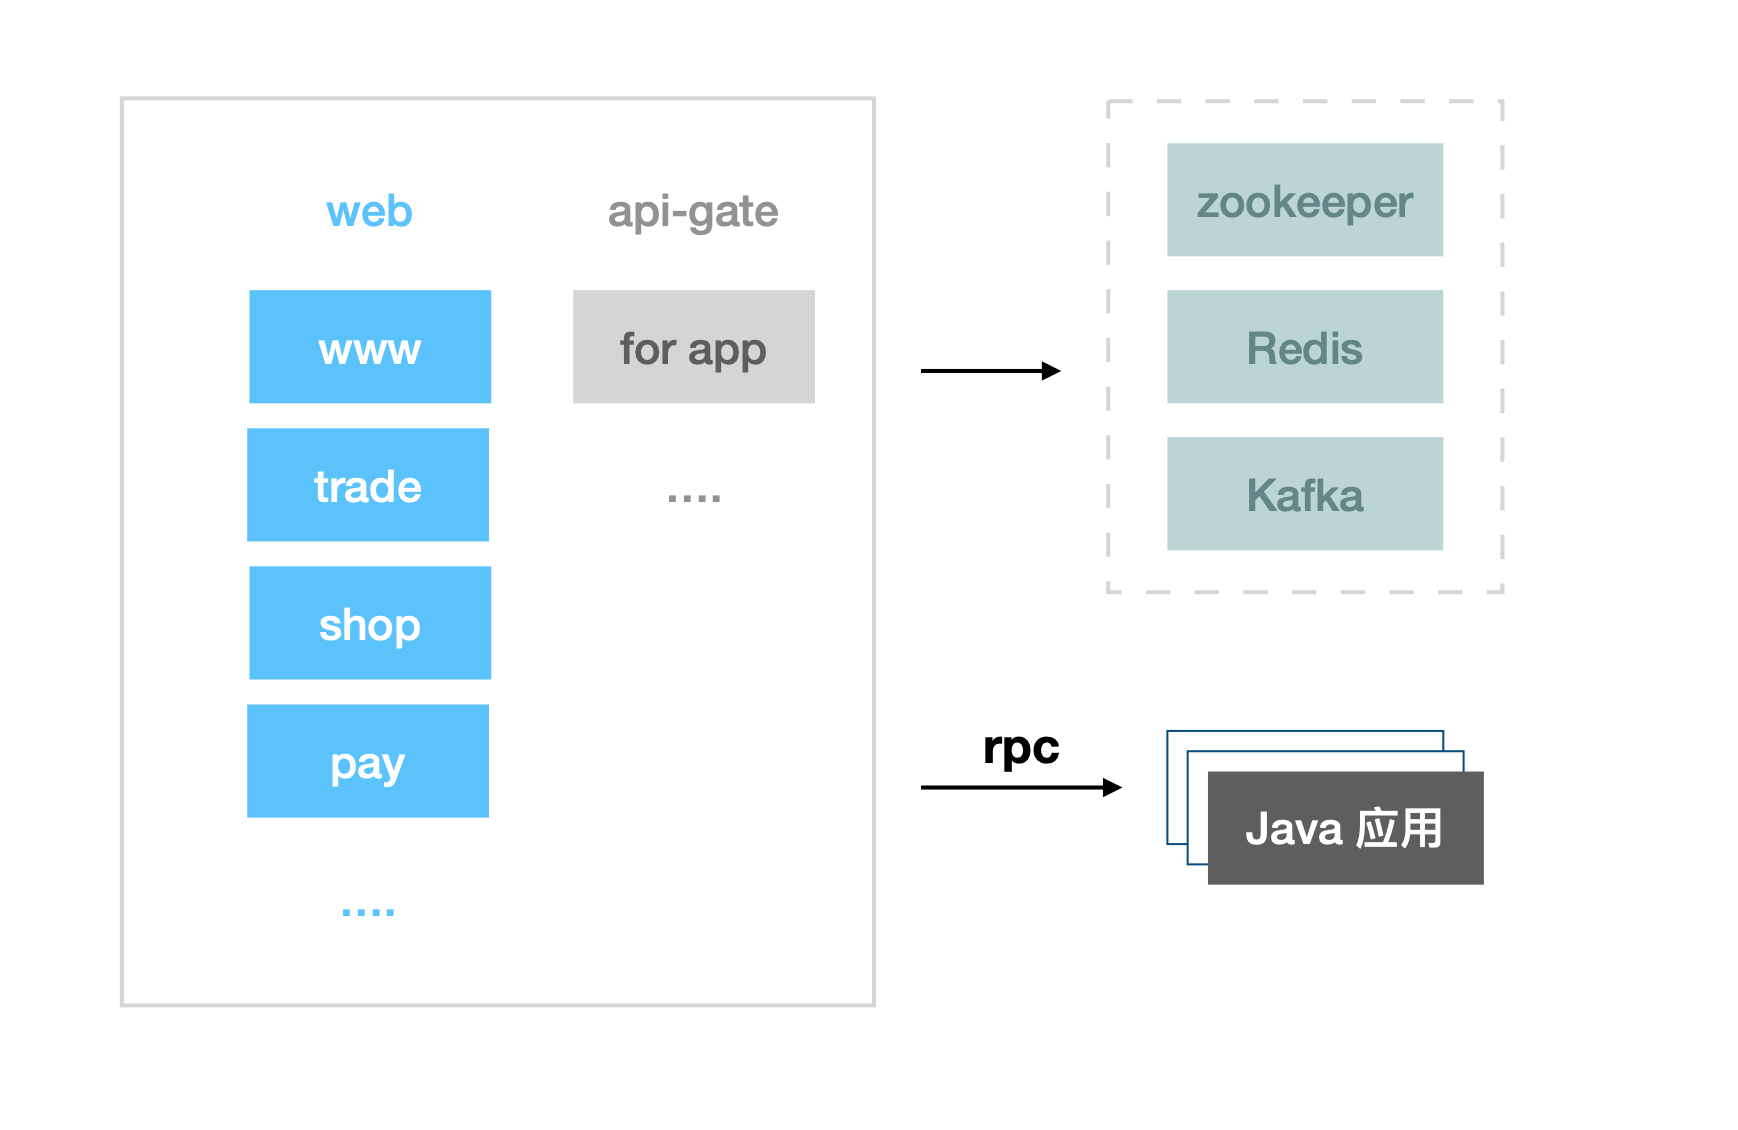 web
www
trade
shop
pay
....
api-gate
for app
....
zookeeper
Redis
Kafka
rpc
Java 应用